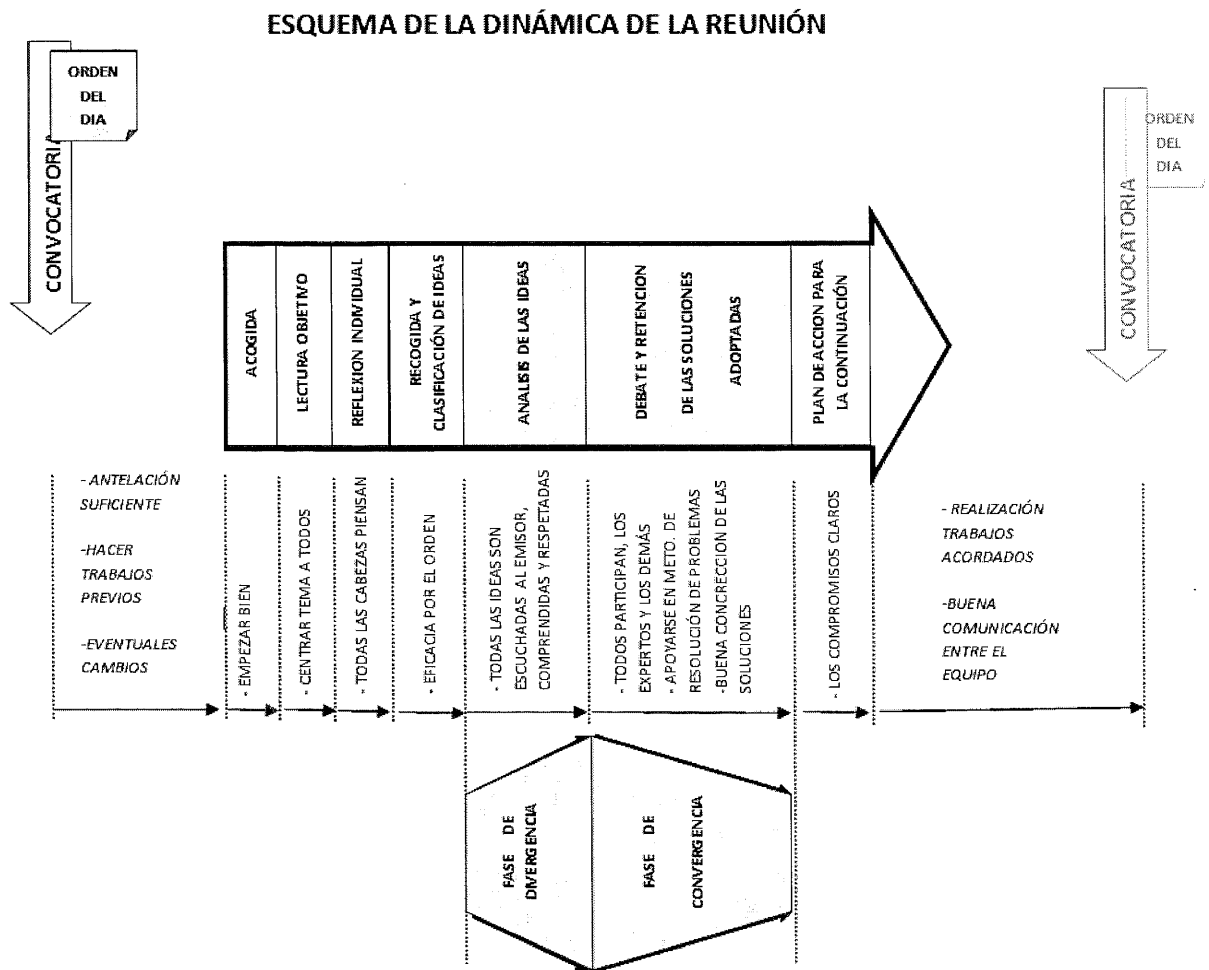 ESQUEMA DE LA DINÁMICA DE LA REUNIÓN
ORDEN
DEL
DIA
CONVOCATORIA
ORDEN
DEL
DIA
CONVOCATORIA
ACOGIDA
LECTURA OBJETIVO
REFLEXION INDIVIDUAL
RECOGIDA Y
CLASIFICACIÓN DE IDEAS
ANALISIS DE LAS IDEAS
DEBATE Y RETENCION
DE LAS SOLUCIONES
ADOPTADAS
PLAN DE ACCION PARA
LA CONTINUACIÓN
- ANTELACIÓN
SUFICIENTE
-HACER
TRABAJOS
PREVIOS
-EVENTUALES
CAMBIOS
- EMPEZAR BIEN
- CENTRAR TEMA A TODOS
- TODAS LAS CABEZAS PIENSAN
- EFICACIA POR EL ORDEN
- TODAS LAS IDEAS SON
ESCUCHADAS AL EMISOR,
COMPRENDIDAS Y RESPETADAS
- TODOS PARTICIPAN, LOS
EXPERTOS Y LOS DEMÁS
- APOYARSE EN METO. DE
RESOLUCIÓN DE PROBLEMAS
-BUENA CONCRECCION DE LAS
SOLUCIONES
- LOS COMPROMISOS CLAROS
- REALIZACIÓN
TRABAJOS
ACORDADOS
- BUENA
COMUNICACIÓN
ENTRE EL
EQUIPO
FASE DE
DIVERGENCIA
FASE DE
CONVERGENCIA